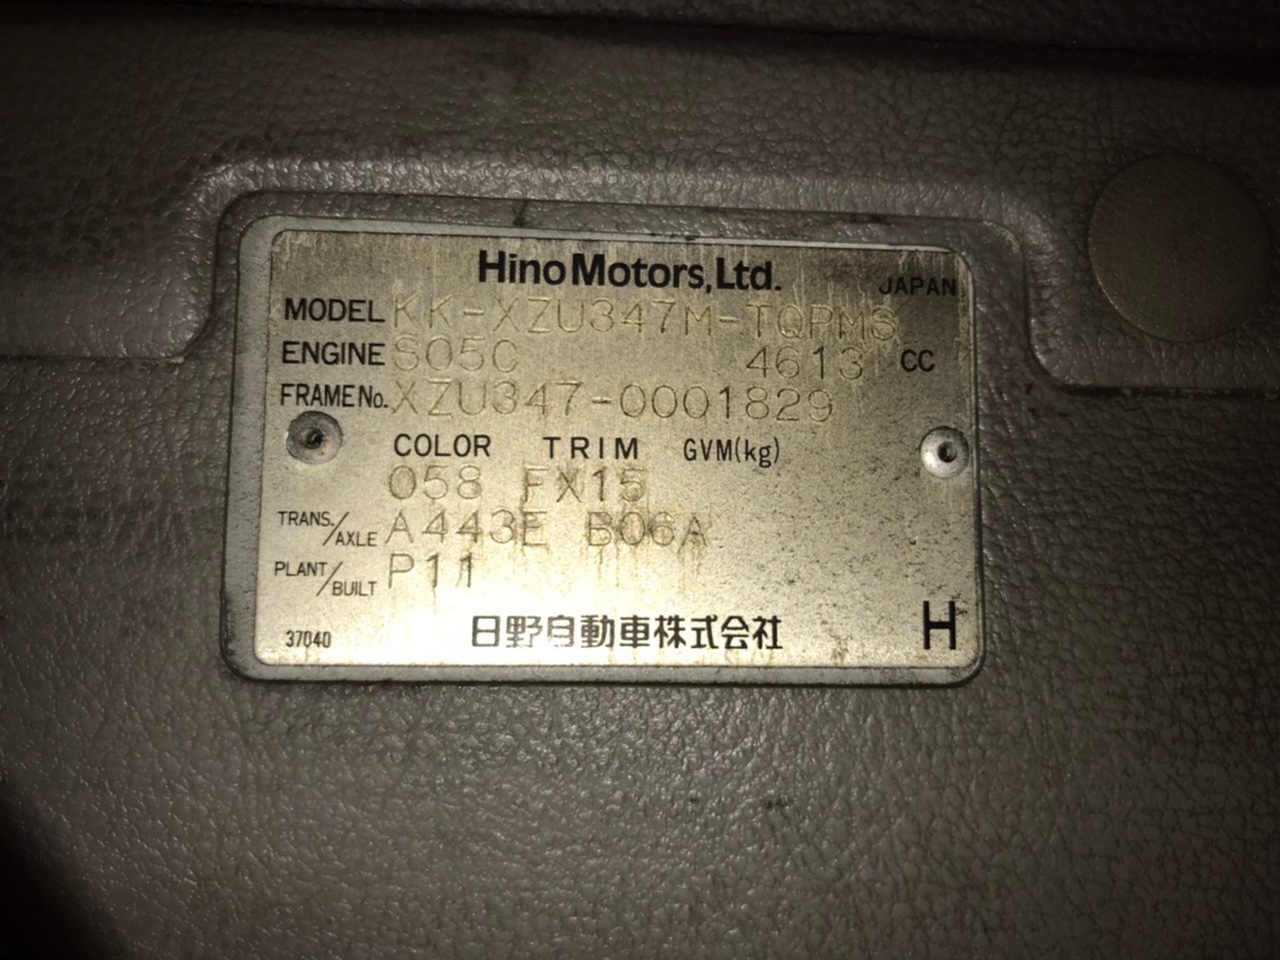 Hino Motors, Ltd. JAPAN
MODEL KK-XZU347M-TQPMS
ENGINE S05C 4613 CC
FRAME No. XZU347-0001829
COLOR TRIM GVM(kg)
058 FX15
TRANS./AXLE A443E B06A
PLANT/BUILT P11
37040 日野自動車株式会社 H